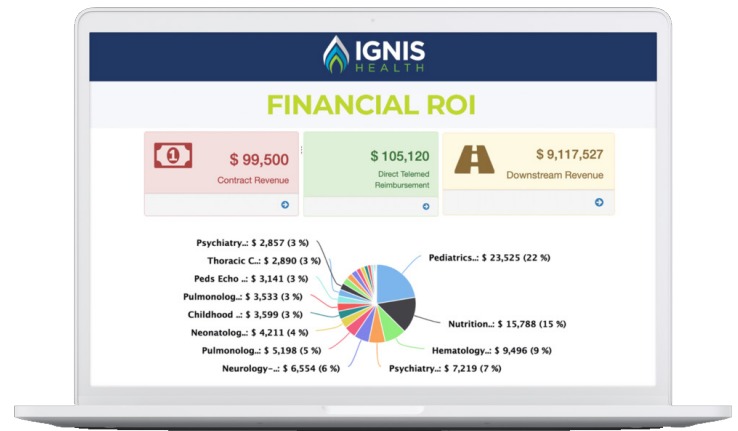 IGNIS
HEALTH
FINANCIAL ROI
1
$ 99,500
Contract Revenue
$ 105,120
Direct Telemed
Reimbursement
$ 9,117,527
Downstream Revenue
Psychiatry..: $ 2,857 (3 %)
Thoracic C..: $ 2,890 (3 %)
Peds Echo ..: $ 3,141 (3 %)
Pulmonolog..: $ 3,533 (3 %)
Childhood ..: $ 3,599 (3 %)
Neonatolog..: $ 4,211 (4 %)
Pulmonolog..: $ 5,198 (5 %)
Neurology-..: $ 6,554 (6 %)
Pediatrics..: $ 23,525 (22 %)
Nutrition..: $ 15,788 (15 %)
Hematology..: $ 9,496 (9 %)
Psychiatry..: $ 7,219 (7 %)